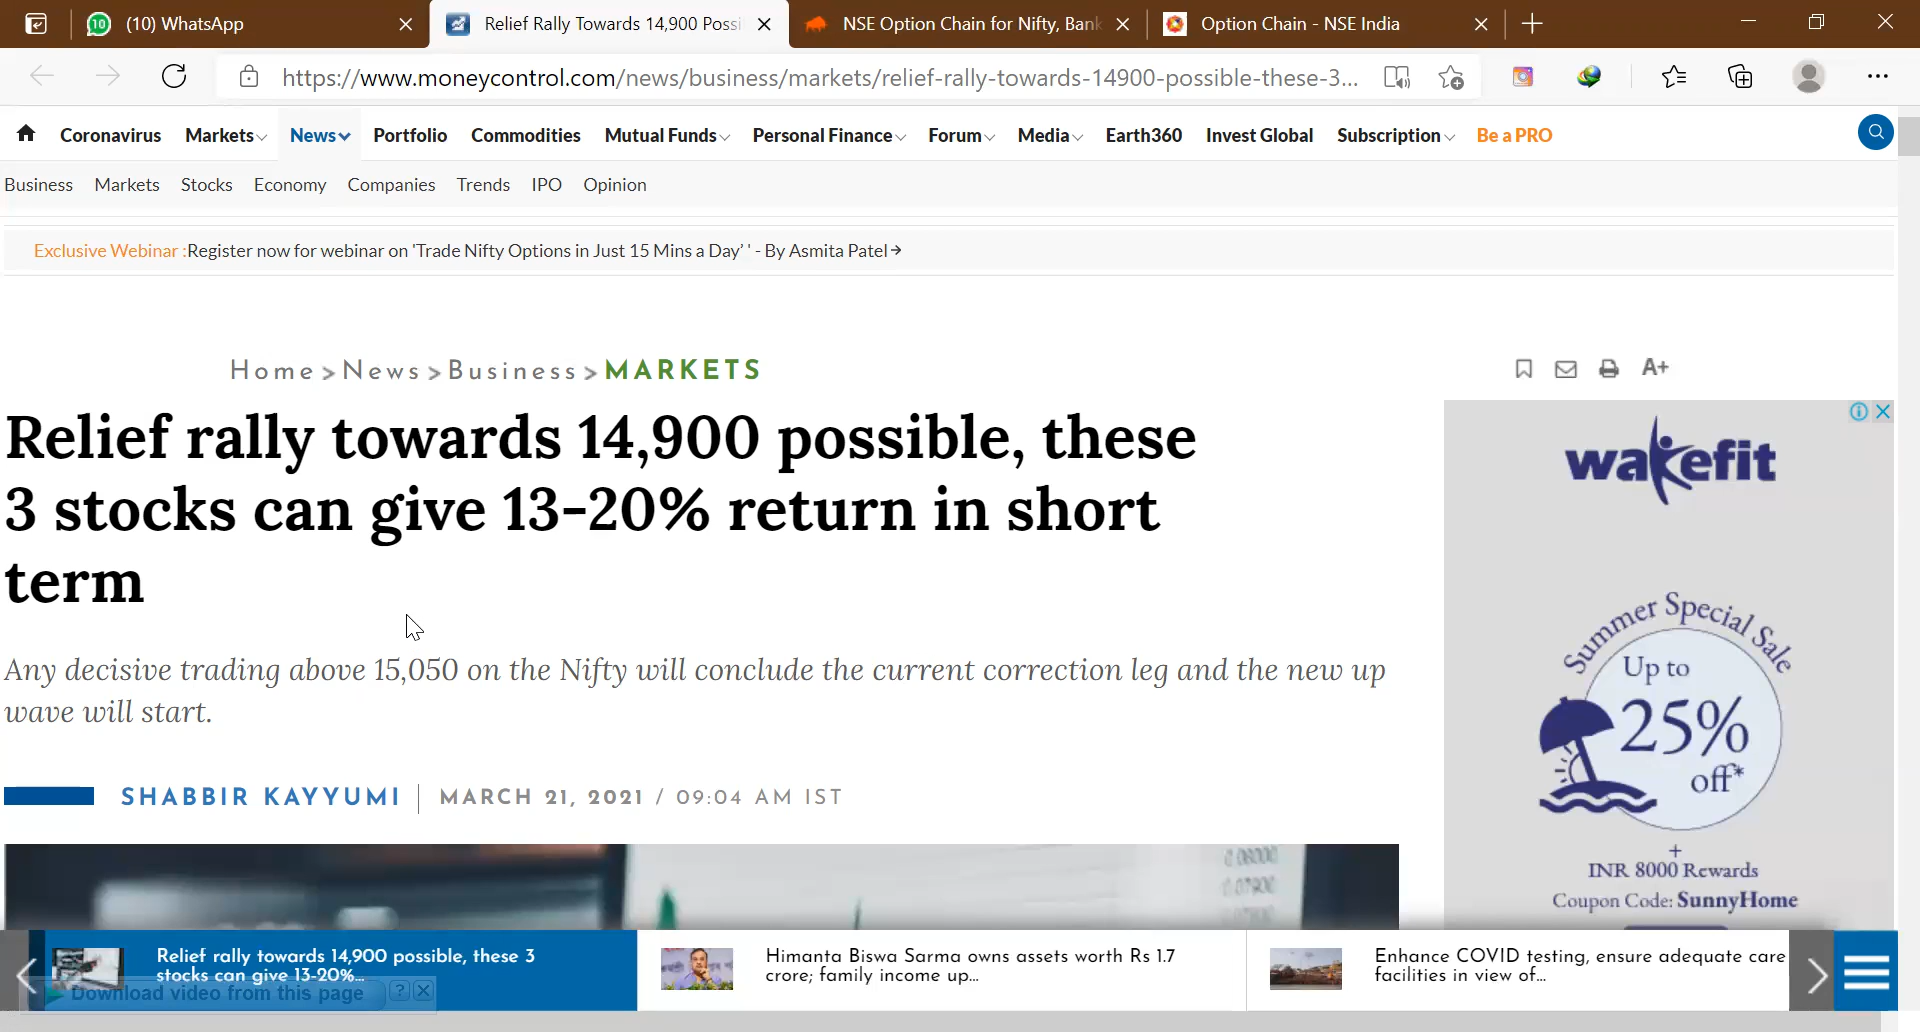 (10) WhatsApp
Relief Rally Towards 14,900 Possi
NSE Option Chain for Nifty, Bank
Option Chain - NSE India
https://www.moneycontrol.com/news/business/markets/relief-rally-towards-14900-possible-these-3...
Coronavirus Markets News Portfolio Commodities Mutual Funds Personal Finance Forum Media Earth360 Invest Global Subscription Be a PRO
Business Markets Stocks Economy Companies Trends IPO Opinion
Exclusive Webinar :Register now for webinar on 'Trade Nifty Options in Just 15 Mins a Day’ ' - By Asmita Patel
Home > News > Business > MARKETS
A+
Relief rally towards 14,900 possible, these
3 stocks can give 13-20% return in short
term
Any decisive trading above 15,050 on the Nifty will conclude the current correction leg and the new up
wave will start.
SHABBIR KAYYUMI | MARCH 21, 2021 / 09:04 AM IST
wakefit
Summer Special Sale
Up to
25%
off*
+
INR 8000 Rewards
Coupon Code: SunnyHome
Relief rally towards 14,900 possible, these 3
stocks can give 13-20%...
Download video from this page ?
Himanta Biswa Sarma owns assets worth Rs 1.7
crore; family income up...
Enhance COVID testing, ensure adequate care
facilities in view of...